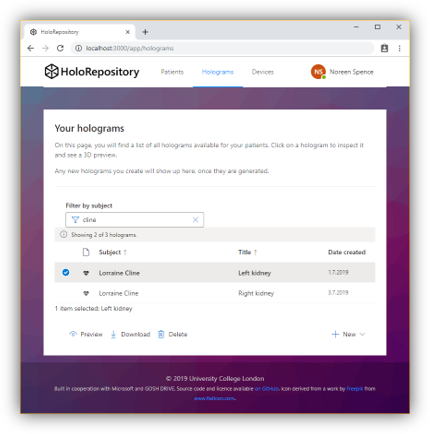 HoloRepository
localhost:3000/app/holograms
HoloRepository Patients Holograms Devices NS Noreen Spence
Your holograms
On this page, you will find a list of all holograms available for your patients. Click on a hologram to inspect it
and see a 3D preview.
Any new holograms you create will show up here, once they are generated.
Filter by subject
cline
Showing 2 of 3 holograms.
Subject ↑ Title ↑ Date created
Lorraine Cline Left kidney 1.7.2019
Lorraine Cline Right kidney 3.7.2019
1 item selected: Left kidney
Preview Download Delete + New
© 2019 University College London
Built in cooperation with Microsoft and GOSH DRIVE. Source code and licence available on GitHub. Icon derived from a work by Freepik from
www.flaticon.com.